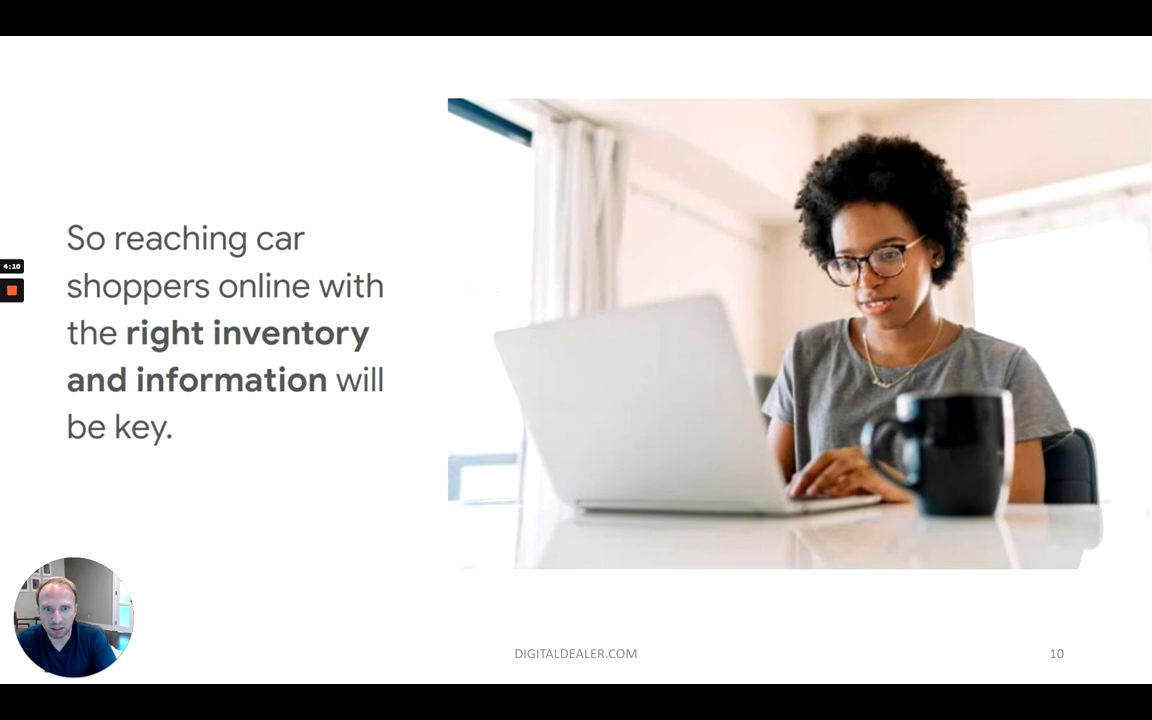 So reaching car
shoppers online with
the right inventory
and information will
be key.
4:10
DIGITALDEALER.COM
10